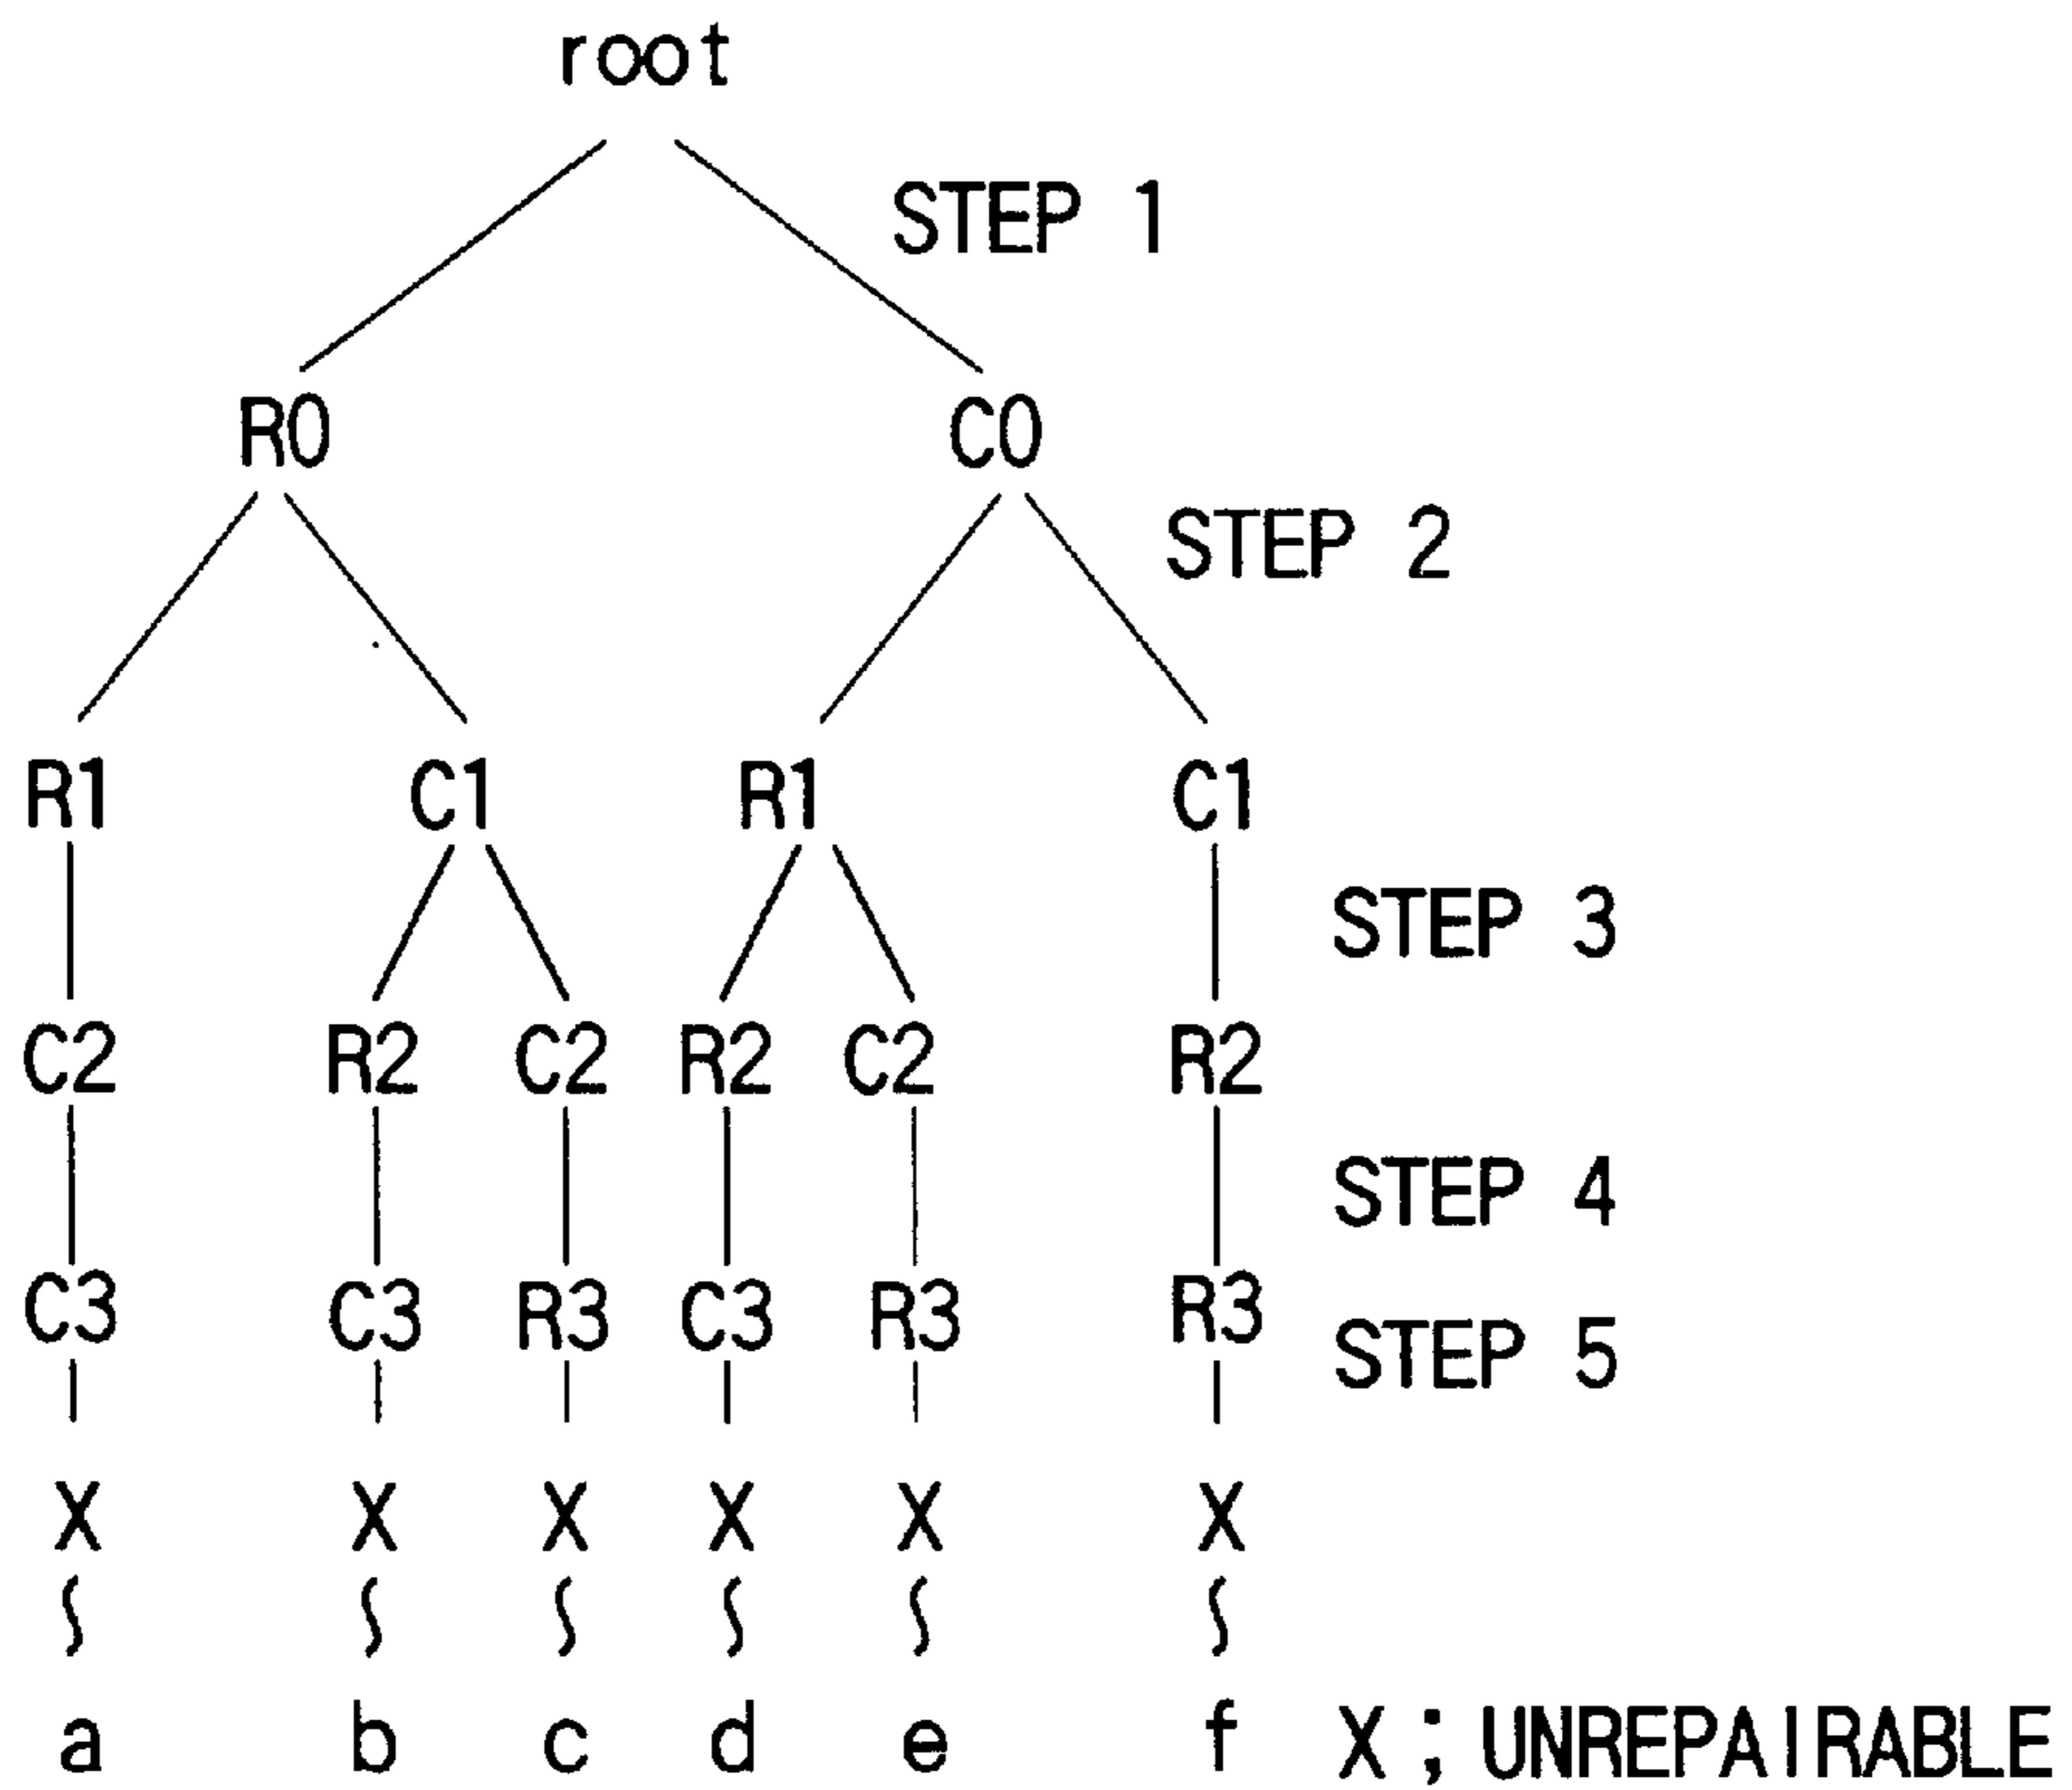 root
STEP 1
R0 C0
STEP 2
R1 C1 R1 C1
STEP 3
C2 R2 C2 R2 C2 R2
STEP 4
C3 C3 R3 C3 R3 R3
STEP 5
X X X X X X
a b c d e f X ; UNREPAIRABLE